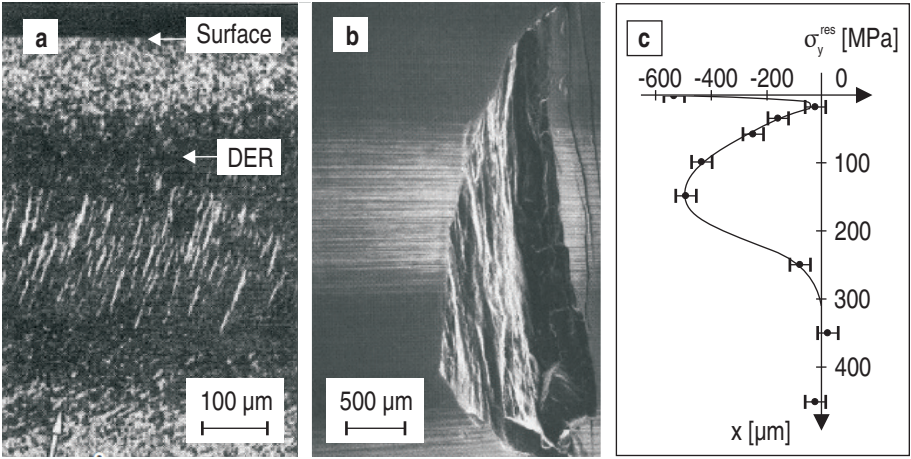 a
Surface
DER
100 µm
b
500 µm
c
σ_y^res [MPa]
-600 -400 -200 0
100
200
300
400
x [µm]